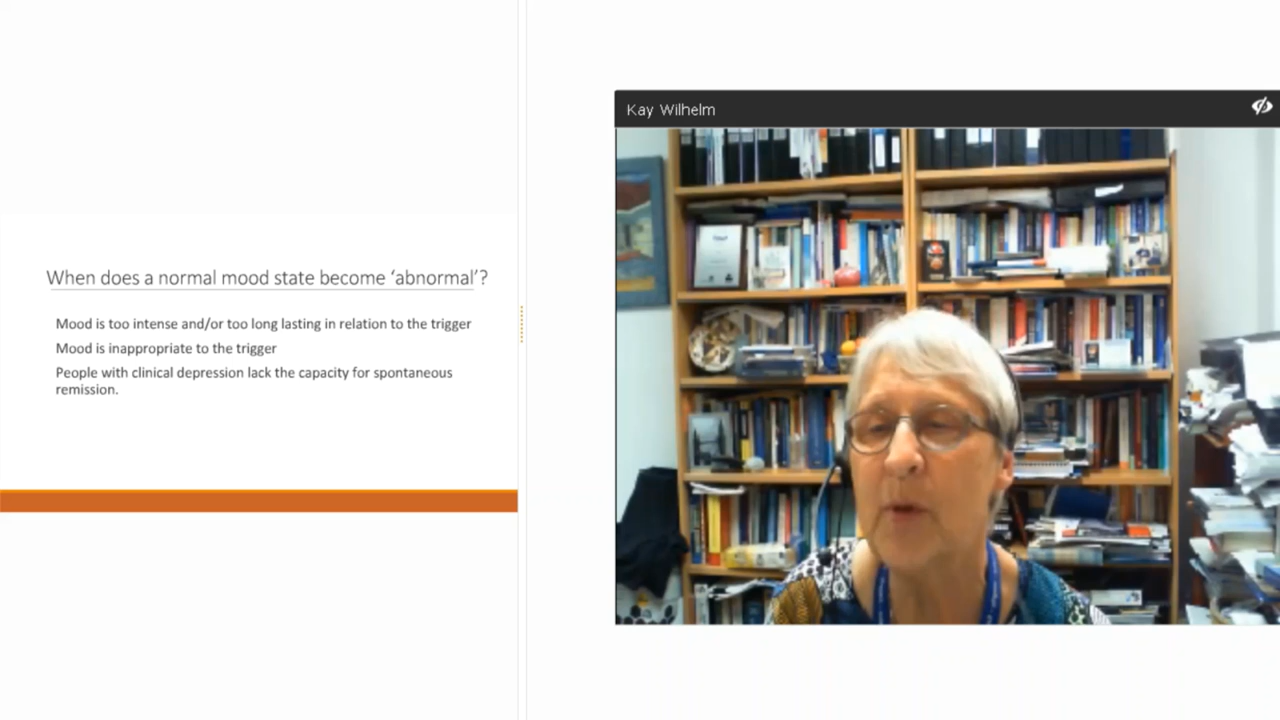 Kay Wilhelm
When does a normal mood state become ‘abnormal’?
Mood is too intense and/or too long lasting in relation to the trigger
Mood is inappropriate to the trigger
People with clinical depression lack the capacity for spontaneous
remission.